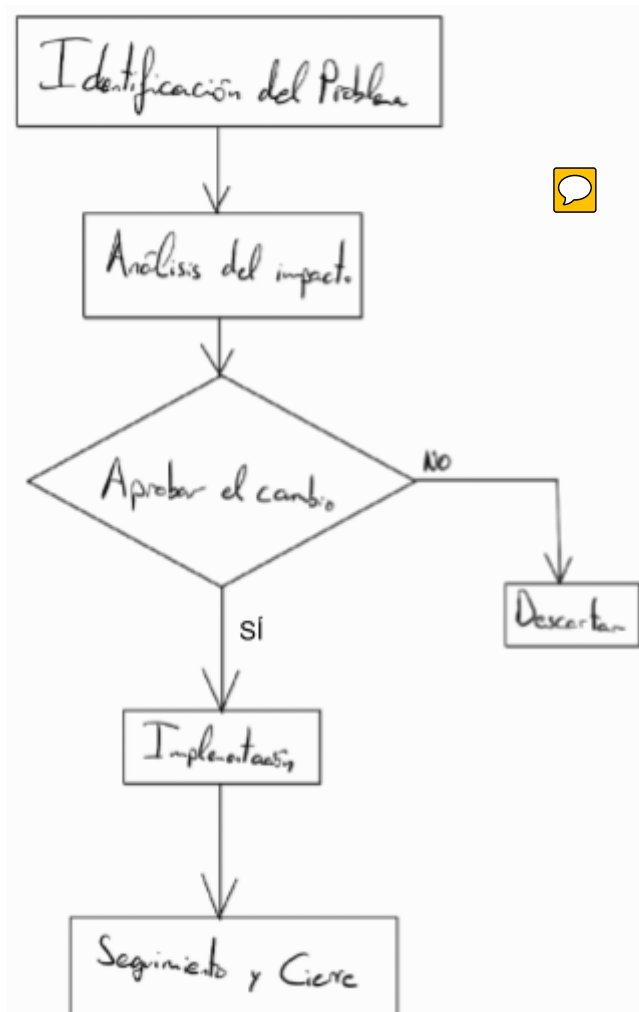 Identificación del Problema
Análisis del impacto
Aprobar el cambio
NO
SÍ
Descartar
Implementación
Seguimiento y Cierre